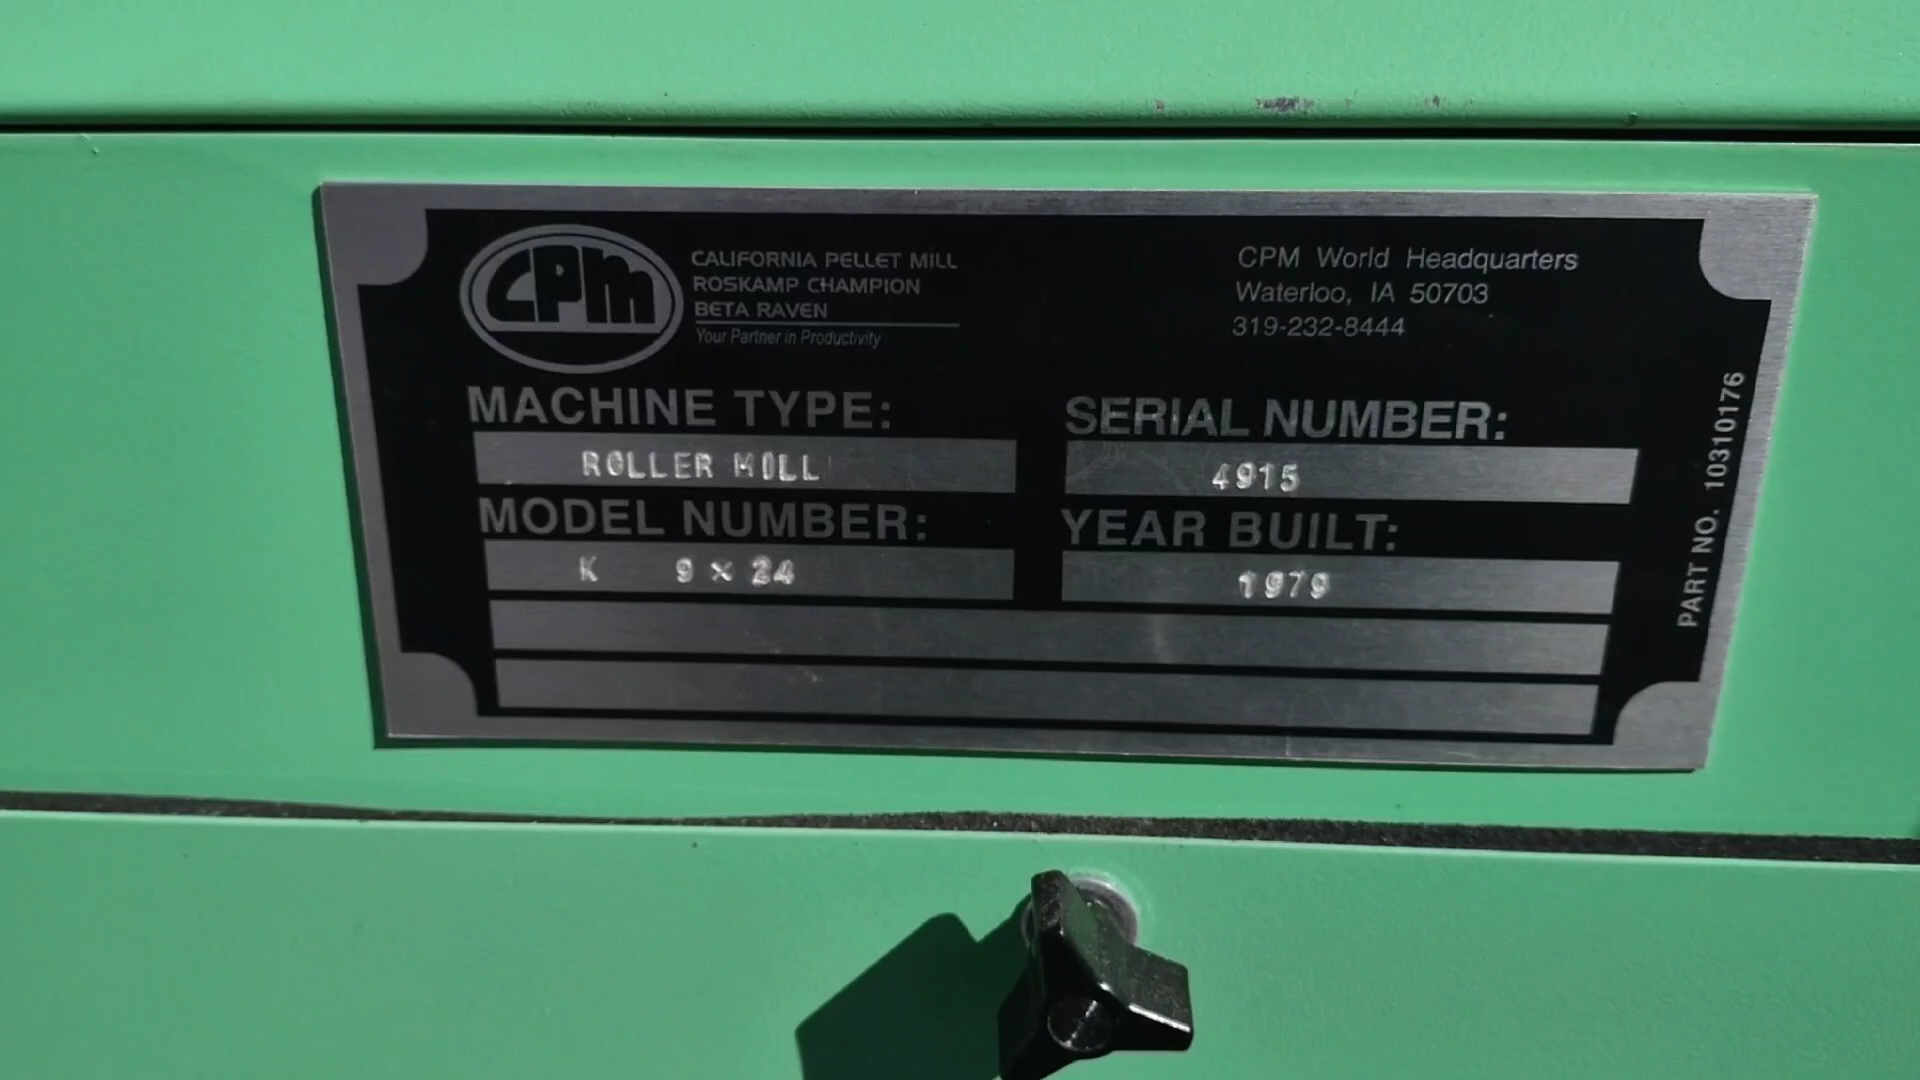 CPM
CALIFORNIA PELLET MILL
ROSKAMP CHAMPION
BETA RAVEN
Your Partner in Productivity
CPM World Headquarters
Waterloo, IA 50703
319-232-8444
MACHINE TYPE:
ROLLER MILL
SERIAL NUMBER:
4915
MODEL NUMBER:
K 9 × 24
YEAR BUILT:
1979
PART NO. 10310176